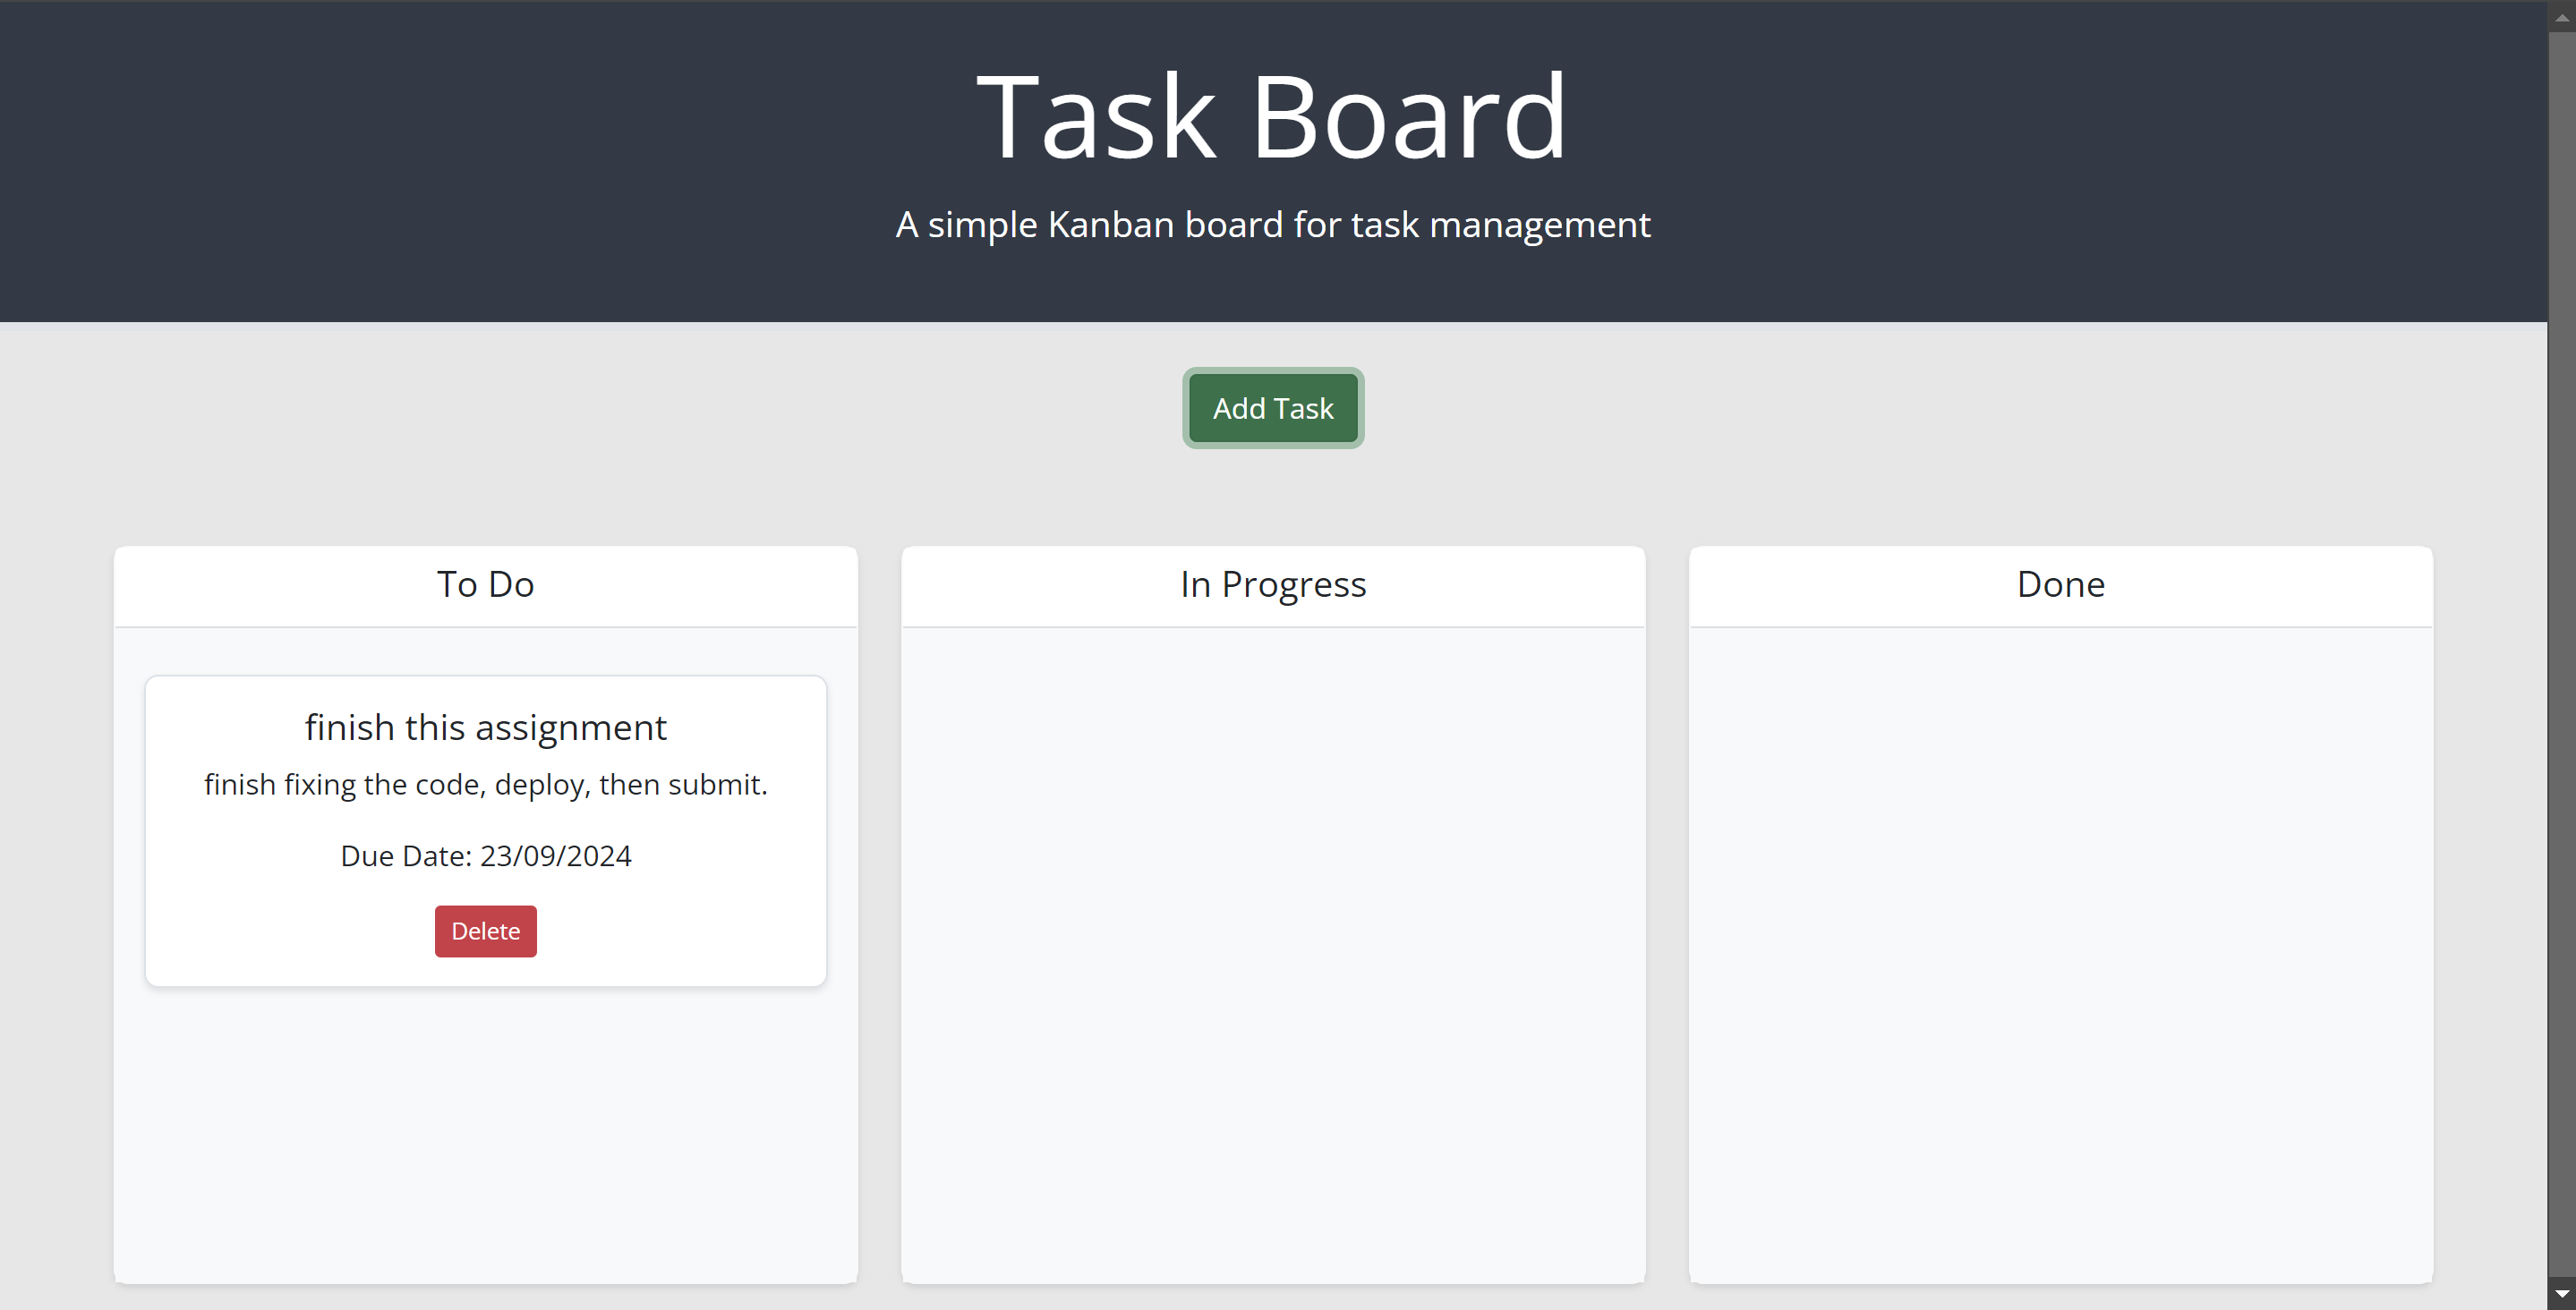 Task Board
A simple Kanban board for task management
Add Task
To Do
finish this assignment
finish fixing the code, deploy, then submit.
Due Date: 23/09/2024
Delete
In Progress
Done